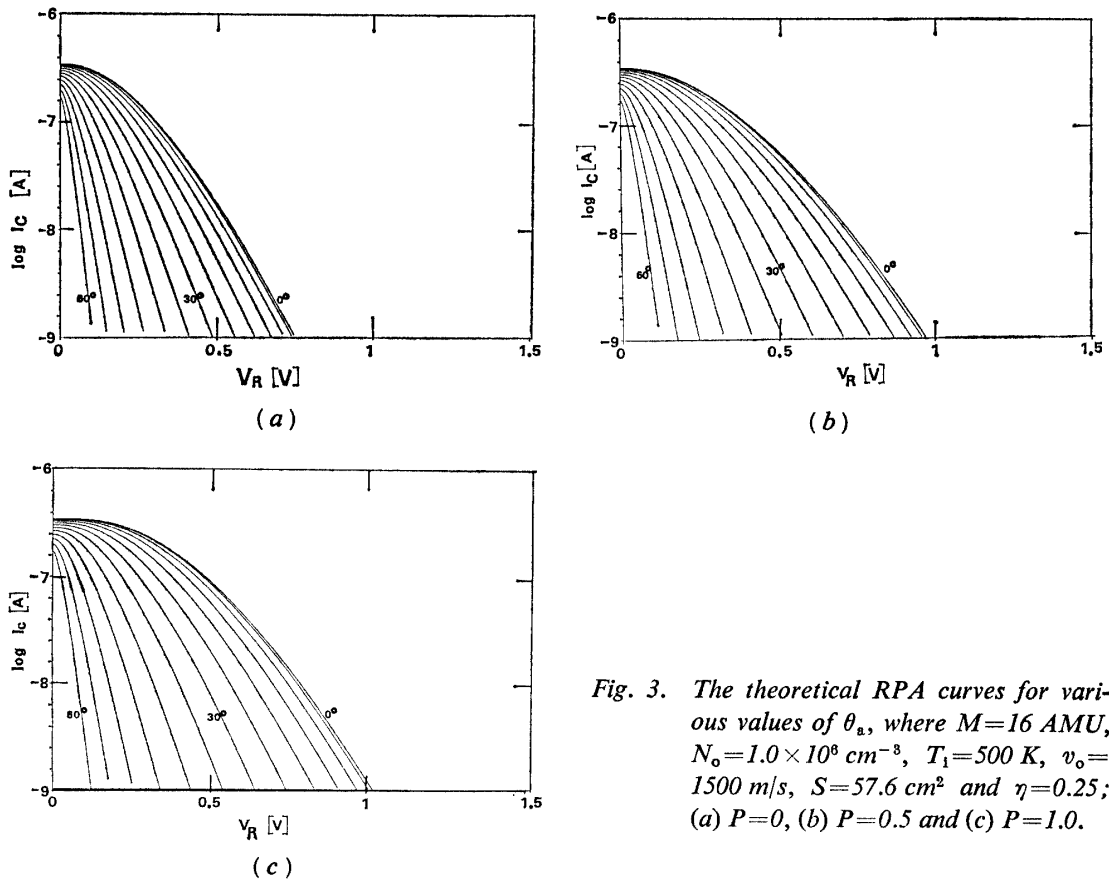 -6
-7
-8
-9
log I_C [A]
60°
30°
0°
0
0.5
1
1.5
V_R [V]
(a)
-6
-7
-8
-9
log I_C [A]
60°
30°
0°
0
0.5
1
1.5
V_R [V]
(b)
-6
-7
-8
-9
log I_C [A]
60°
30°
0°
0
0.5
1
1.5
V_R [V]
(c)
Fig. 3. The theoretical RPA curves for vari-
ous values of θ_a, where M=16 AMU,
N_o=1.0×10⁶ cm⁻³, T_i=500 K, v_o=
1500 m/s, S=57.6 cm² and η=0.25;
(a) P=0, (b) P=0.5 and (c) P=1.0.